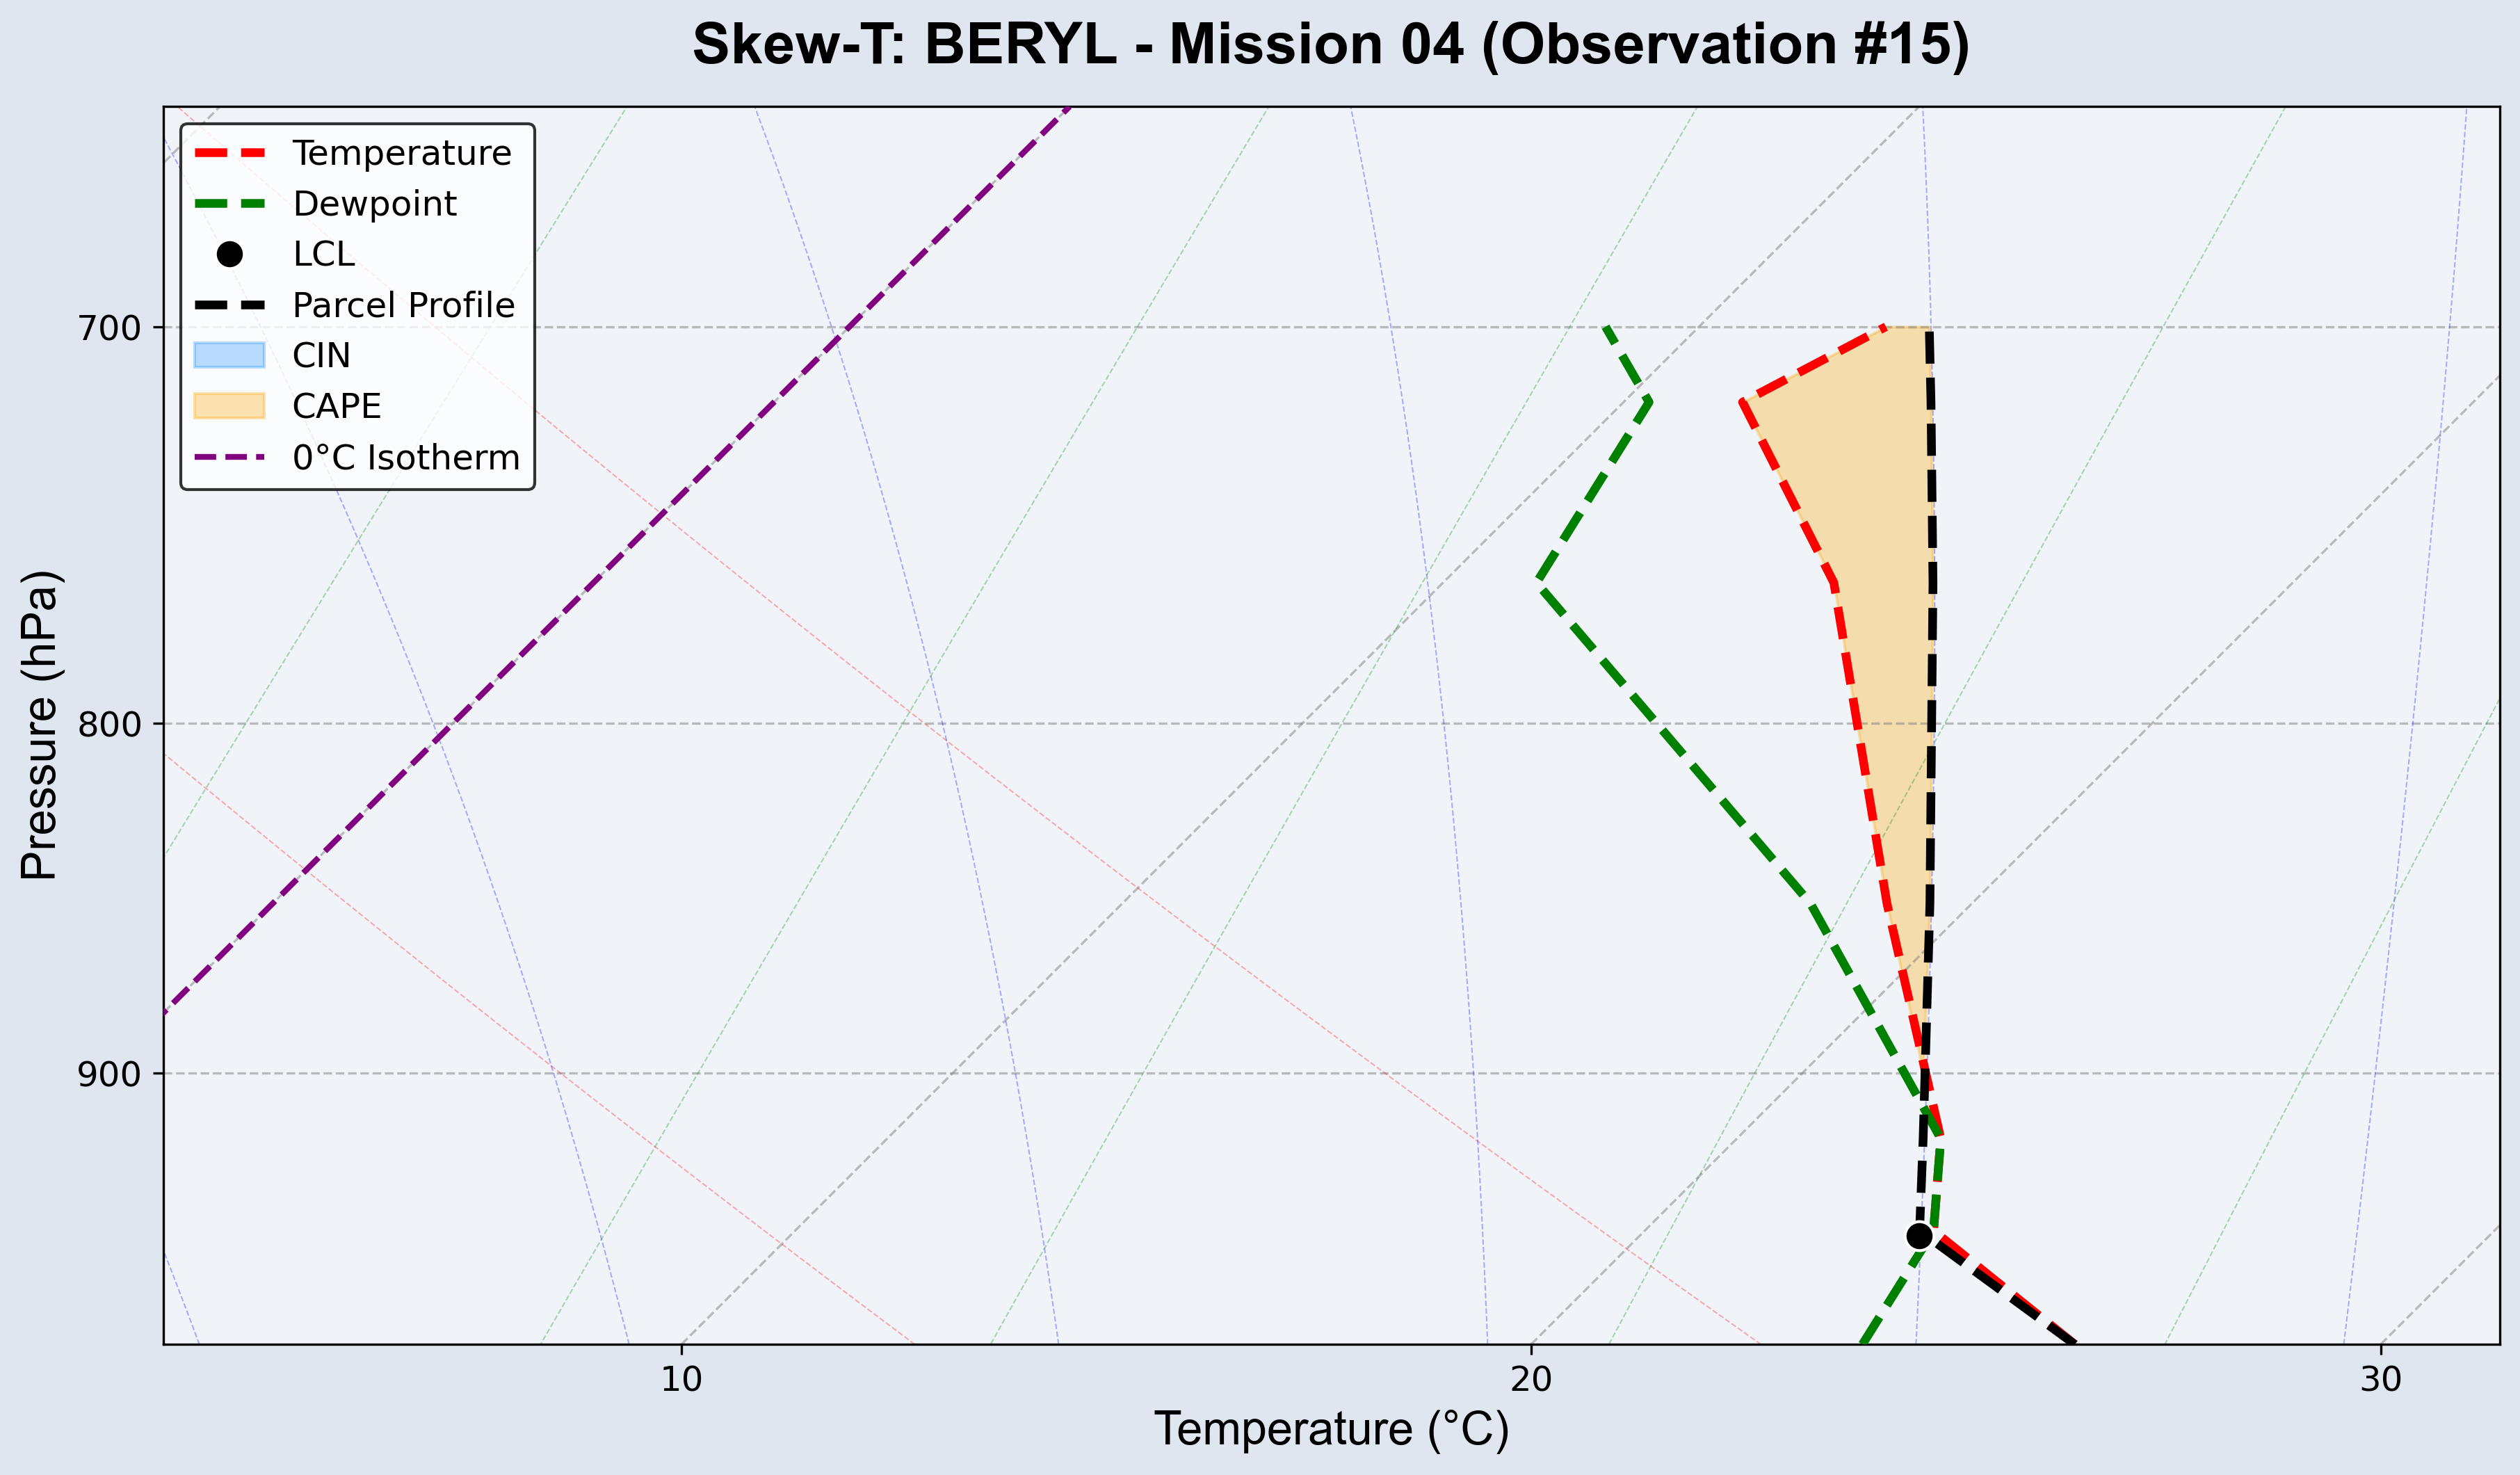 Skew-T: BERYL - Mission 04 (Observation #15)
Temperature
Dewpoint
LCL
Parcel Profile
CIN
CAPE
0°C Isotherm
Pressure (hPa)
700
800
900
10
20
30
Temperature (°C)